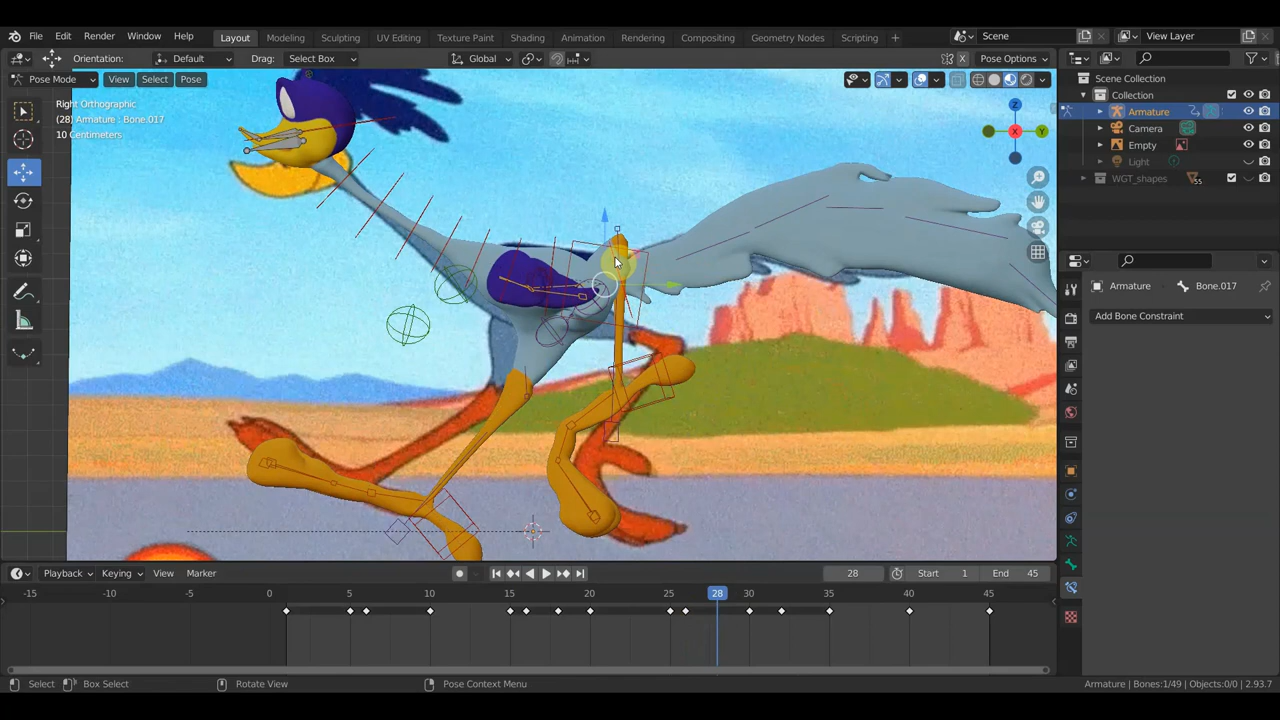 File Edit Render Window Help Layout Modeling Sculpting UV Editing Texture Paint Shading Animation Rendering Compositing Geometry Nodes Scripting + Scene View Layer
Orientation: Default Drag: Select Box Global X Pose Options
Pose Mode View Select Pose
Right Orthographic
(28) Armature : Bone.017
10 Centimeters
Z
X
Y
Scene Collection
Collection
Armature
Camera
Empty
Light
WGT_shapes 55
Armature Bone.017
Add Bone Constraint
Playback Keying View Marker 28 Start 1 End 45
-15 -10 -5 0 5 10 15 20 25 28 30 35 40 45
Select Box Select Rotate View Pose Context Menu Armature | Bones:1/49 | Objects:0/0 | 2.93.7